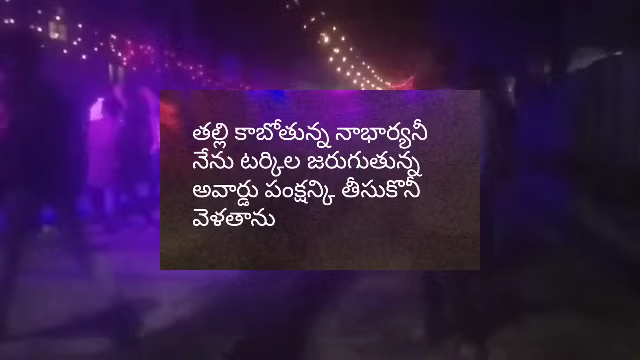 తల్లి కాబోతున్న నాభార్యనీ
నేను టర్కిల జరుగుతున్న
అవార్డు పంక్షన్కి తీసుకొనీ
వెళతాను